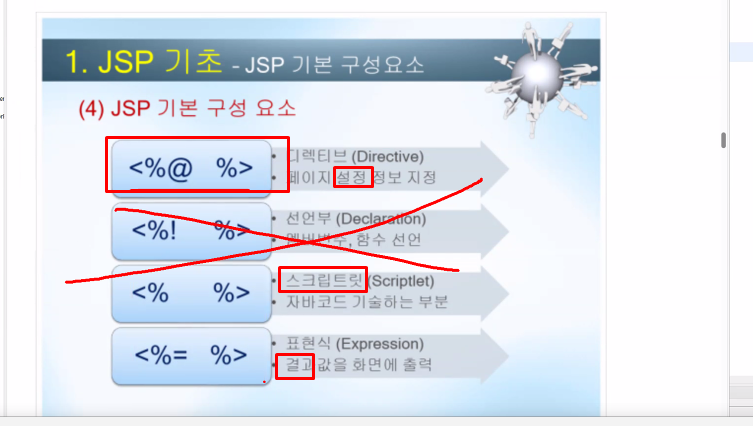 1. JSP 기초 - JSP 기본 구성요소
(4) JSP 기본 구성 요소
<%@ %>
• 디렉티브 (Directive)
• 페이지 설정 정보 지정
<%! %>
• 선언부 (Declaration)
• 멤버변수, 함수 선언
<% %>
• 스크립트릿 (Scriptlet)
• 자바코드 기술하는 부분
<%= %>
• 표현식 (Expression)
• 결과값을 화면에 출력